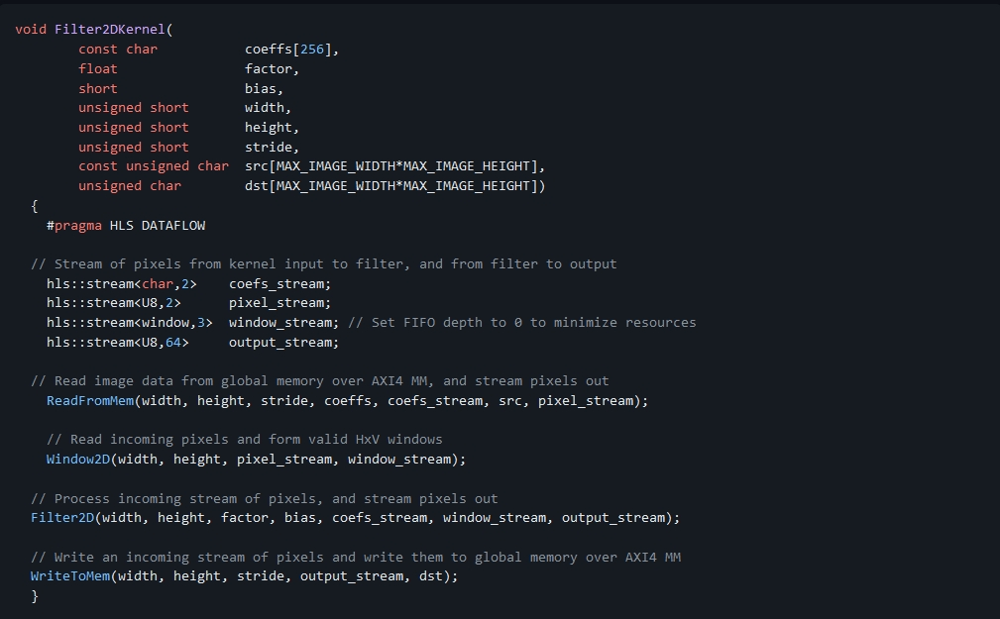 void Filter2DKernel(
        const char           coeffs[256],
        float                factor,
        short                bias,
        unsigned short       width,
        unsigned short       height,
        unsigned short       stride,
        const unsigned char  src[MAX_IMAGE_WIDTH*MAX_IMAGE_HEIGHT],
        unsigned char        dst[MAX_IMAGE_WIDTH*MAX_IMAGE_HEIGHT])
  {
    #pragma HLS DATAFLOW

  // Stream of pixels from kernel input to filter, and from filter to output
    hls::stream<char,2>    coefs_stream;
    hls::stream<U8,2>      pixel_stream;
    hls::stream<window,3>  window_stream; // Set FIFO depth to 0 to minimize resources
    hls::stream<U8,64>     output_stream;

  // Read image data from global memory over AXI4 MM, and stream pixels out
    ReadFromMem(width, height, stride, coeffs, coefs_stream, src, pixel_stream);

    // Read incoming pixels and form valid HxV windows
    Window2D(width, height, pixel_stream, window_stream);

  // Process incoming stream of pixels, and stream pixels out
  Filter2D(width, height, factor, bias, coefs_stream, window_stream, output_stream);

  // Write an incoming stream of pixels and write them to global memory over AXI4 MM
  WriteToMem(width, height, stride, output_stream, dst);
  }